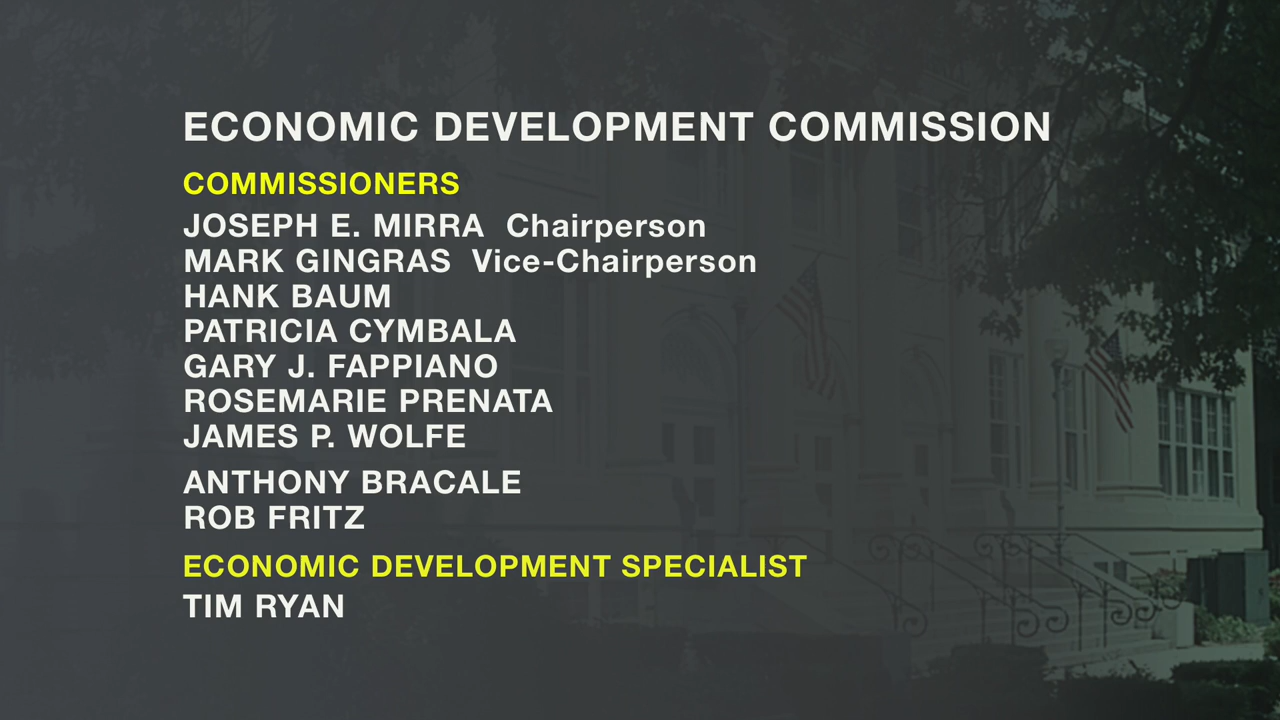 ECONOMIC DEVELOPMENT COMMISSION
COMMISSIONERS
JOSEPH E. MIRRA Chairperson
MARK GINGRAS Vice-Chairperson
HANK BAUM
PATRICIA CYMBALA
GARY J. FAPPIANO
ROSEMARIE PRENATA
JAMES P. WOLFE
ANTHONY BRACALE
ROB FRITZ
ECONOMIC DEVELOPMENT SPECIALIST
TIM RYAN